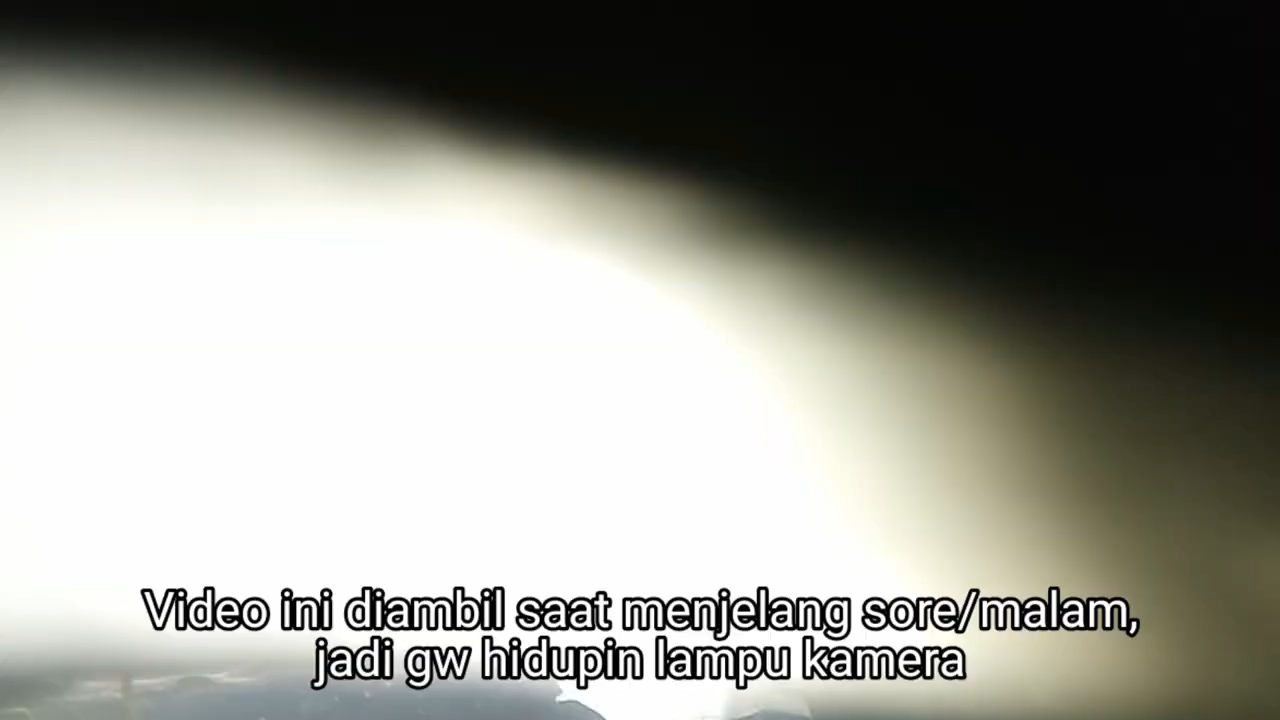 Video ini diambil saat menjelang sore/malam,
jadi gw hidupin lampu kamera